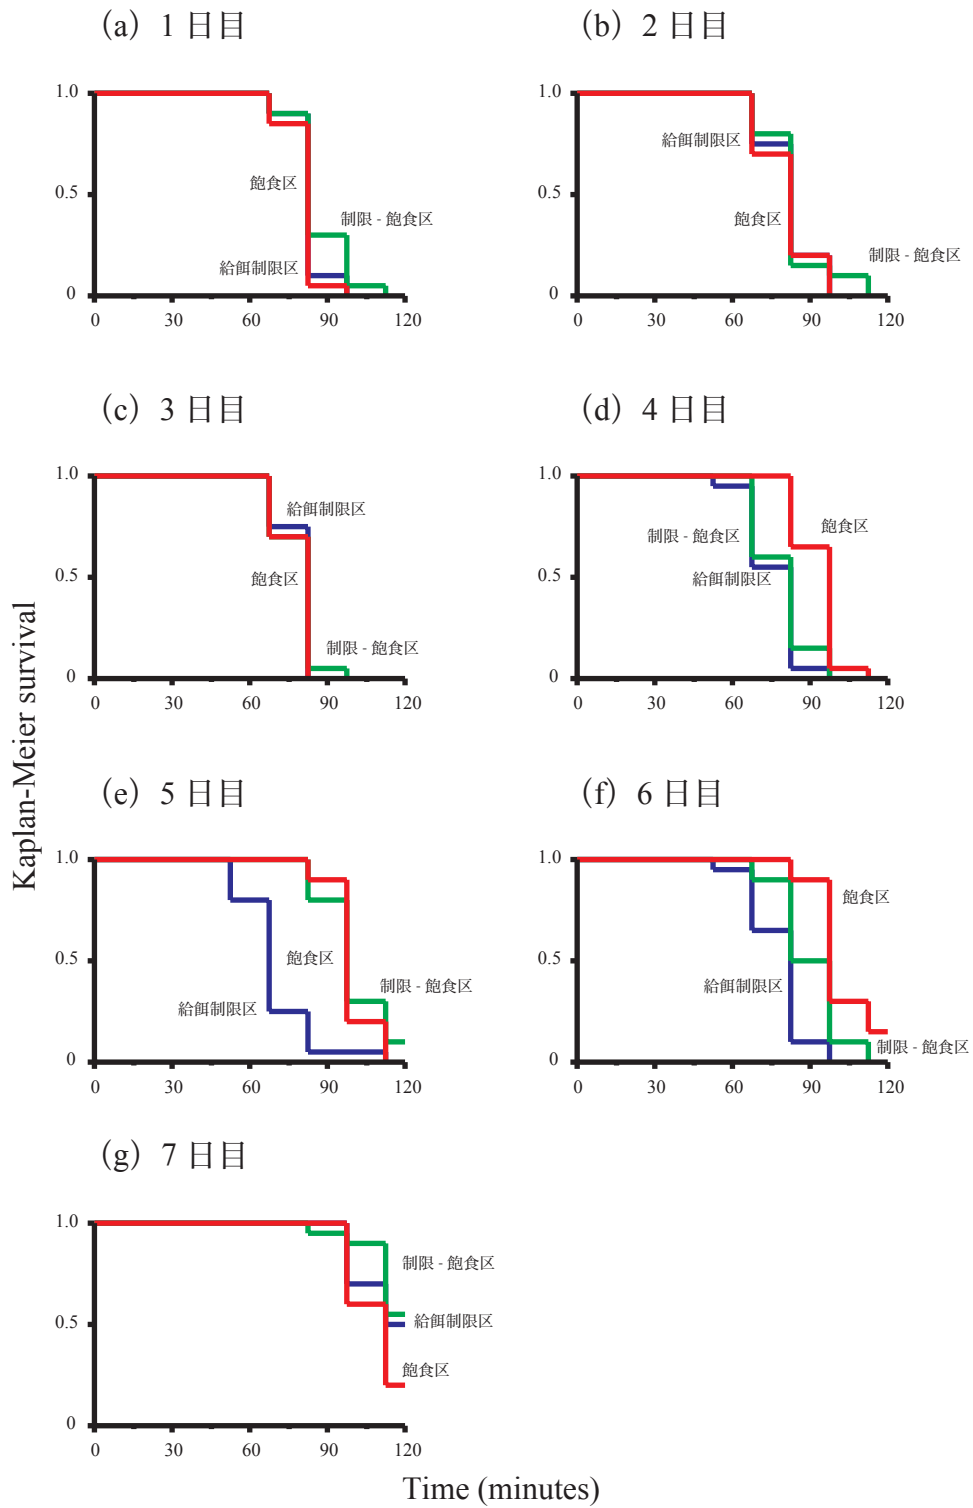 (a) 1 日目
1.0
0.5
0
飽食区
制限 - 飽食区
給餌制限区
0 30 60 90 120
(b) 2 日目
1.0
0.5
0
給餌制限区
飽食区
制限 - 飽食区
0 30 60 90 120
(c) 3 日目
1.0
0.5
0
給餌制限区
飽食区
制限 - 飽食区
0 30 60 90 120
(d) 4 日目
1.0
0.5
0
飽食区
制限 - 飽食区
給餌制限区
0 30 60 90 120
Kaplan-Meier survival
(e) 5 日目
1.0
0.5
0
飽食区
制限 - 飽食区
給餌制限区
0 30 60 90 120
(f) 6 日目
1.0
0.5
0
飽食区
給餌制限区
制限 - 飽食区
0 30 60 90 120
(g) 7 日目
1.0
0.5
0
制限 - 飽食区
給餌制限区
飽食区
0 30 60 90 120
Time (minutes)